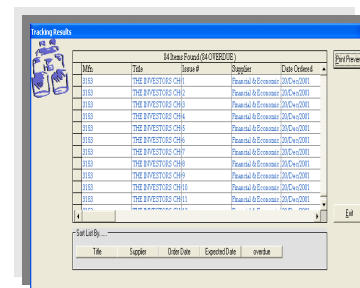 Tracking Results
84 Items Found (84 OVERDUE )
Mfn Title Issue # Supplier Date Ordered
3153 THE INVESTORS CH 1 Financial & Economic 20/Dec/2001
3153 THE INVESTORS CH 2 Financial & Economic 20/Dec/2001
3153 THE INVESTORS CH 3 Financial & Economic 20/Dec/2001
3153 THE INVESTORS CH 4 Financial & Economic 20/Dec/2001
3153 THE INVESTORS CH 5 Financial & Economic 20/Dec/2001
3153 THE INVESTORS CH 6 Financial & Economic 20/Dec/2001
3153 THE INVESTORS CH 7 Financial & Economic 20/Dec/2001
3153 THE INVESTORS CH 8 Financial & Economic 20/Dec/2001
3153 THE INVESTORS CH 9 Financial & Economic 20/Dec/2001
3153 THE INVESTORS CH 10 Financial & Economic 20/Dec/2001
3153 THE INVESTORS CH 11 Financial & Economic 20/Dec/2001
Print Preview
Exit
Sort List By.....
Title Supplier Order Date Expected Date overdue